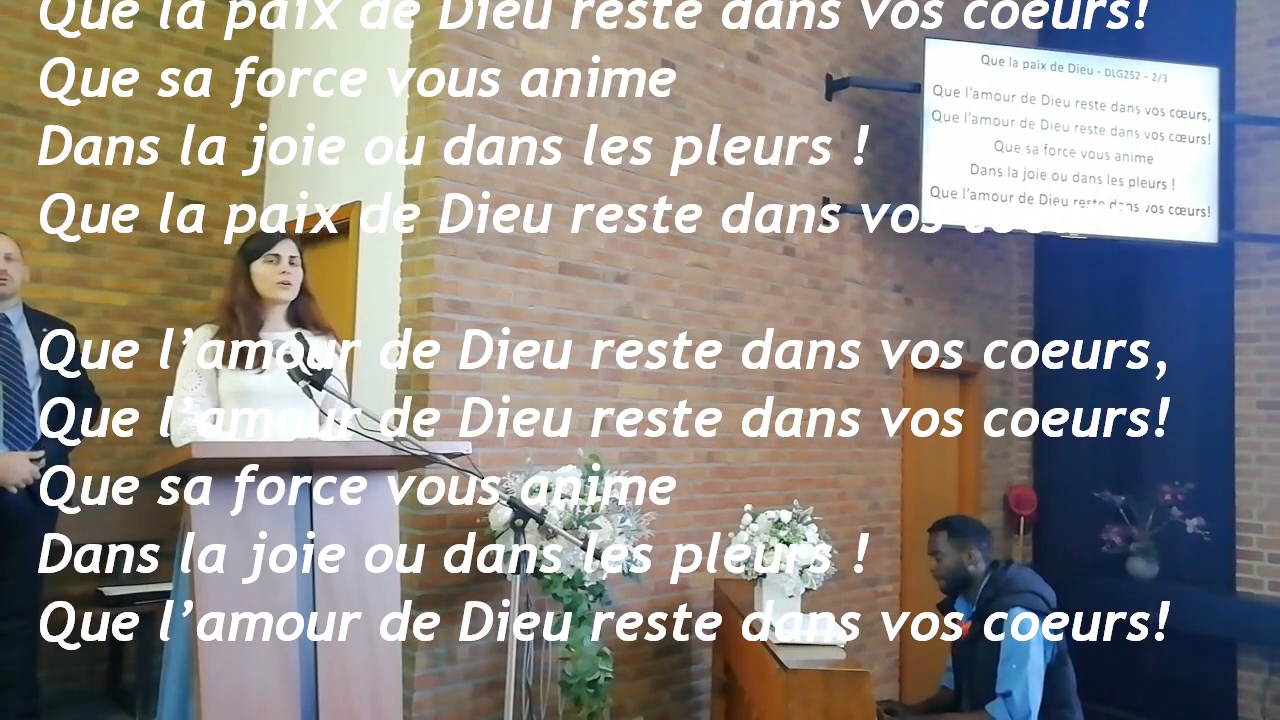 Que la paix de Dieu reste dans vos coeurs!
Que sa force vous anime
Dans la joie ou dans les pleurs !
Que la paix de Dieu reste dans vos
Que l’amour de Dieu reste dans vos coeurs,
Que l’amour de Dieu reste dans vos coeurs!
Que sa force vous anime
Dans la joie ou dans les pleurs !
Que l’amour de Dieu reste dans vos coeurs!
Que la paix de Dieu - DLG252 – 2/3
Que l'amour de Dieu reste dans vos cœurs,
Que l'amour de Dieu reste dans vos cœurs!
Que sa force vous anime
Dans la joie ou dans les pleurs !
Que l'amour de Dieu reste dans vos cœurs!